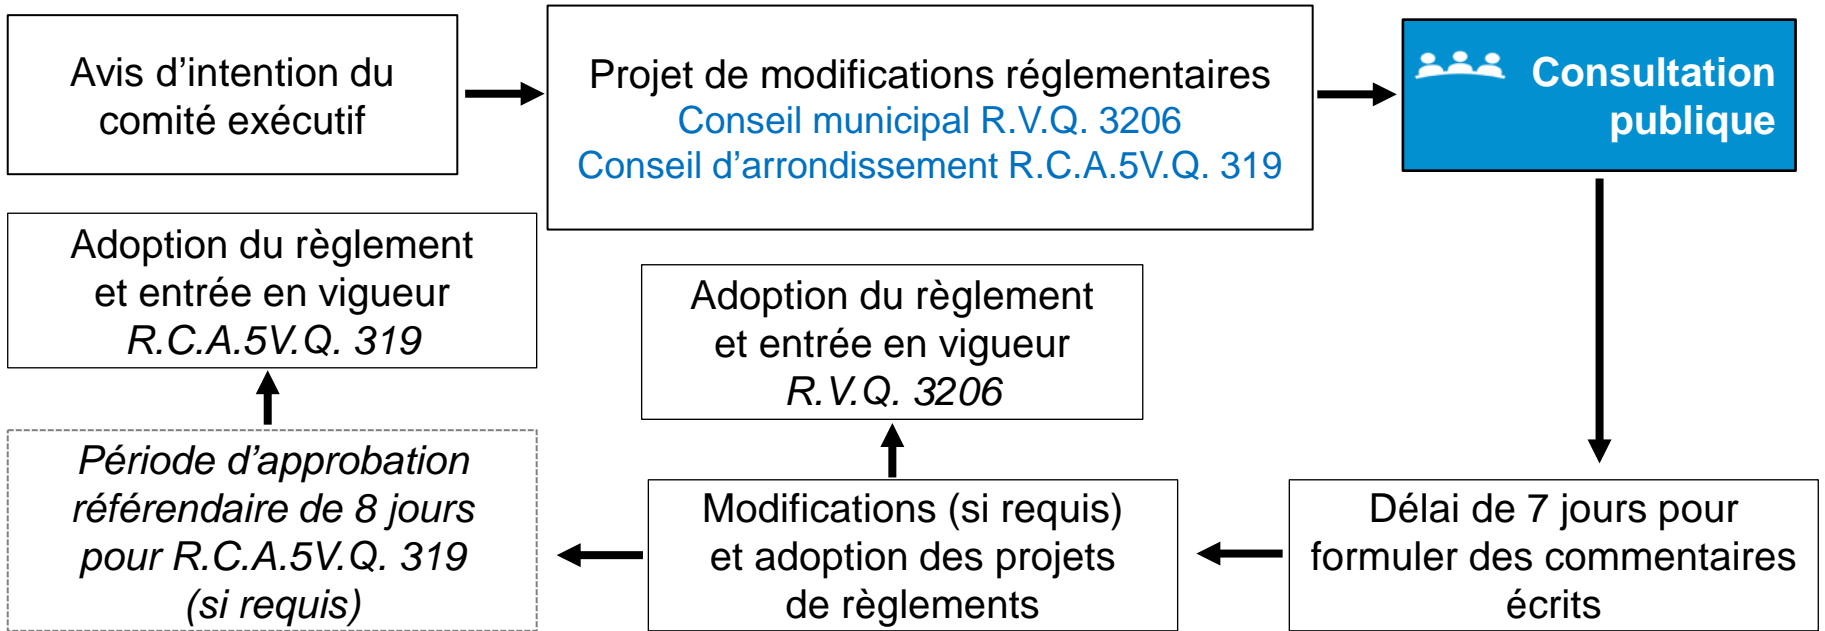 Avis d’intention du
comité exécutif
Projet de modifications réglementaires
Conseil municipal R.V.Q. 3206
Conseil d’arrondissement R.C.A.5V.Q. 319
Consultation
publique
Délai de 7 jours pour
formuler des commentaires
écrits
Modifications (si requis)
et adoption des projets
de règlements
Adoption du règlement
et entrée en vigueur
R.V.Q. 3206
Période d’approbation
référendaire de 8 jours
pour R.C.A.5V.Q. 319
(si requis)
Adoption du règlement
et entrée en vigueur
R.C.A.5V.Q. 319